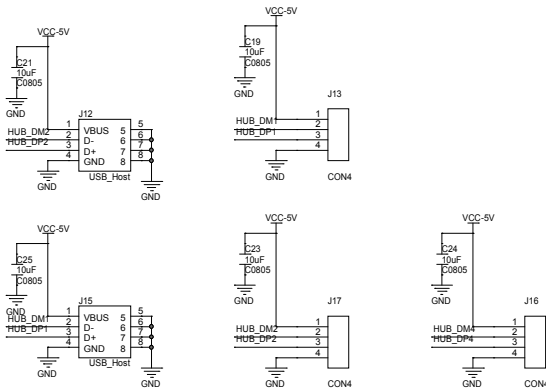 VCC-5V
C21
10uF
C0805
GND
J12
HUB_DM2
HUB_DP2
1 VBUS 5 5
2 D- 6 6
3 D+ 7 7
4 GND 8 8
USB_Host
GND
GND
VCC-5V
C19
10uF
C0805
GND
J13
HUB_DM1
HUB_DP1
1
2
3
4
GND
CON4
VCC-5V
C25
10uF
C0805
GND
J15
HUB_DM1
HUB_DP1
1 VBUS 5 5
2 D- 6 6
3 D+ 7 7
4 GND 8 8
USB_Host
GND
GND
VCC-5V
C23
10uF
C0805
GND
J17
HUB_DM2
HUB_DP2
1
2
3
4
GND
CON4
VCC-5V
C24
10uF
C0805
GND
J16
HUB_DM4
HUB_DP4
1
2
3
4
GND
CON4